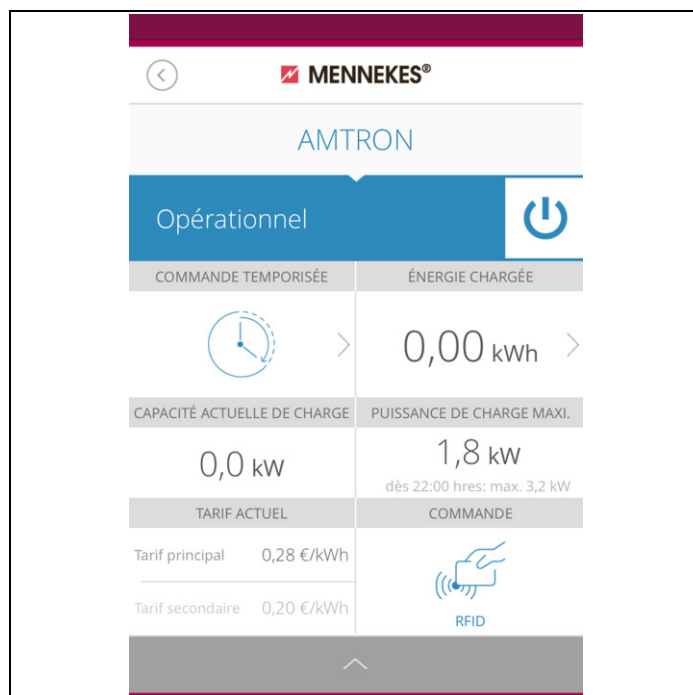 MENNEKES®
AMTRON
Opérationnel
COMMANDE TEMPORISÉE
ÉNERGIE CHARGÉE
0,00 kWh
CAPACITÉ ACTUELLE DE CHARGE
PUISSANCE DE CHARGE MAXI.
0,0 kW
1,8 kW
dès 22:00 hres: max. 3,2 kW
TARIF ACTUEL
COMMANDE
Tarif principal 0,28 €/kWh
Tarif secondaire 0,20 €/kWh
RFID